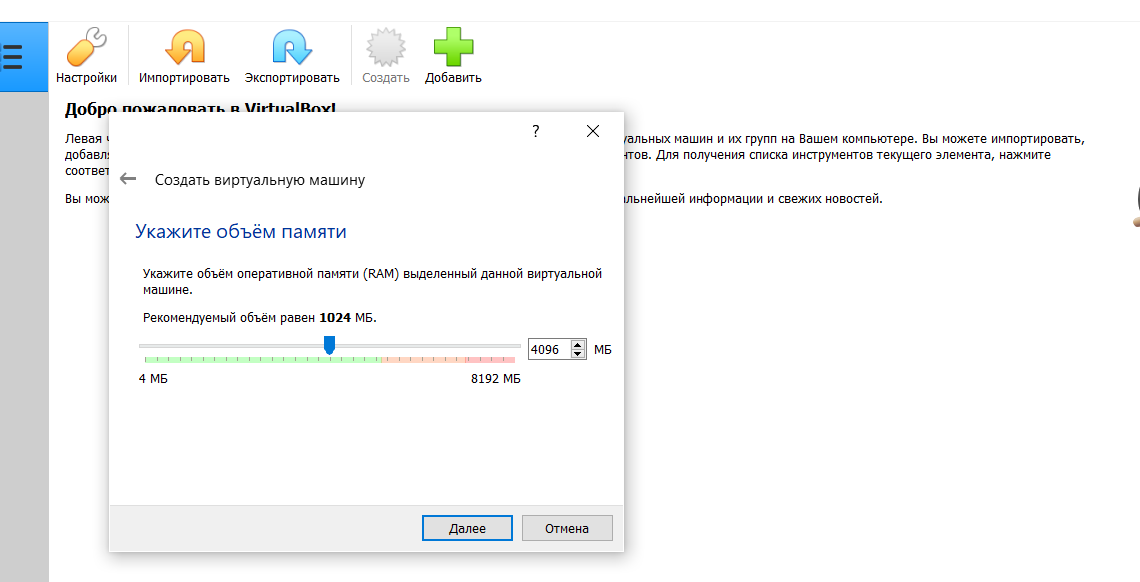 Настройки
Импортировать
Экспортировать
Создать
Добавить
Добро пожаловать в VirtualBox!
Левая
уальных машин и их групп на Вашем компьютере. Вы можете импортировать,
добавл
нтов. Для получения списка инструментов текущего элемента, нажмите
соответ
Вы мож
альнейшей информации и свежих новостей.
?
Создать виртуальную машину
Укажите объём памяти
Укажите объём оперативной памяти (RAM) выделенный данной виртуальной
машине.
Рекомендуемый объём равен 1024 МБ.
4096 МБ
4 МБ
8192 МБ
Далее
Отмена